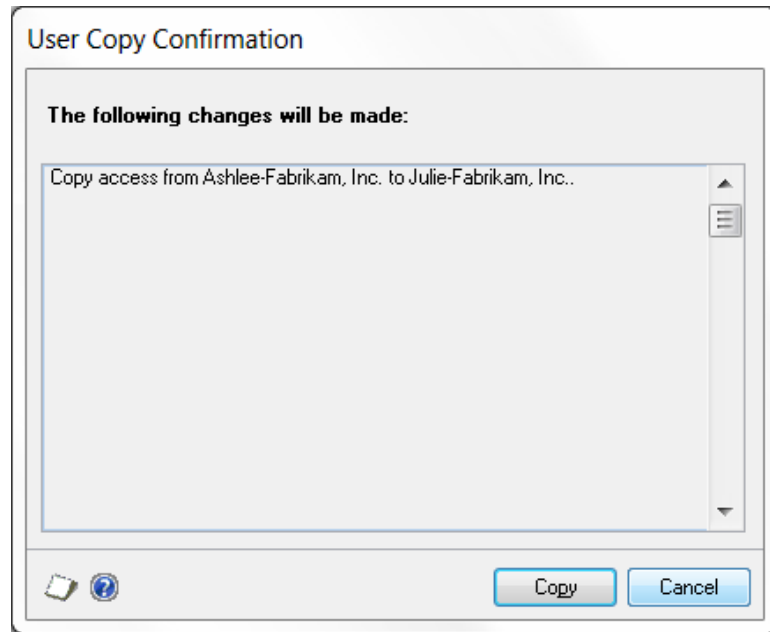 User Copy Confirmation
The following changes will be made:
Copy access from Ashlee-Fabrikam, Inc. to Julie-Fabrikam, Inc..
Copy Cancel